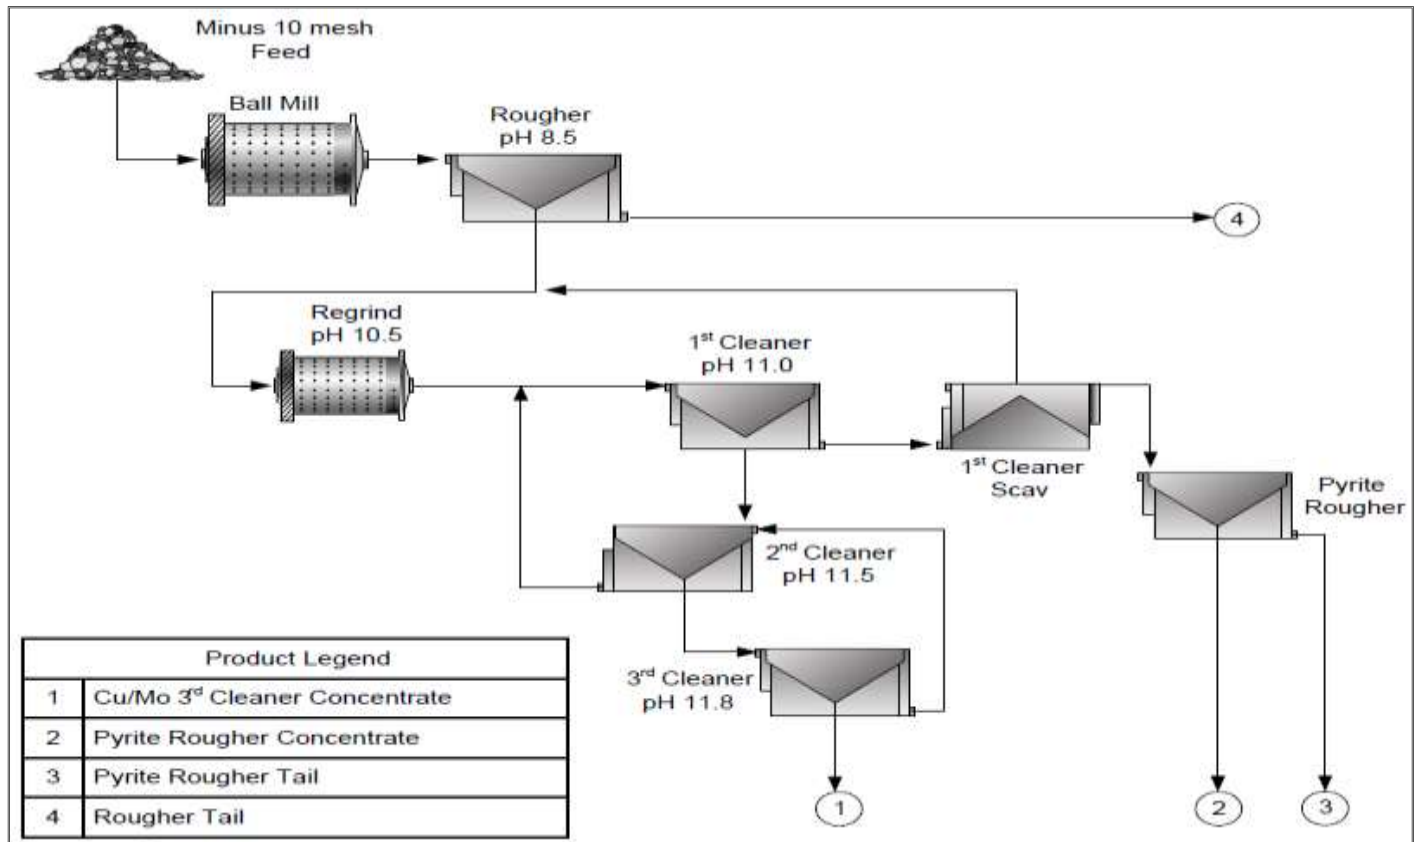 Minus 10 mesh
Feed
Ball Mill
Rougher
pH 8.5
4
Regrind
pH 10.5
1st Cleaner
pH 11.0
1st Cleaner
Scav
Pyrite
Rougher
2nd Cleaner
pH 11.5
3rd Cleaner
pH 11.8
Product Legend
1 Cu/Mo 3rd Cleaner Concentrate
2 Pyrite Rougher Concentrate
3 Pyrite Rougher Tail
4 Rougher Tail
1
2
3